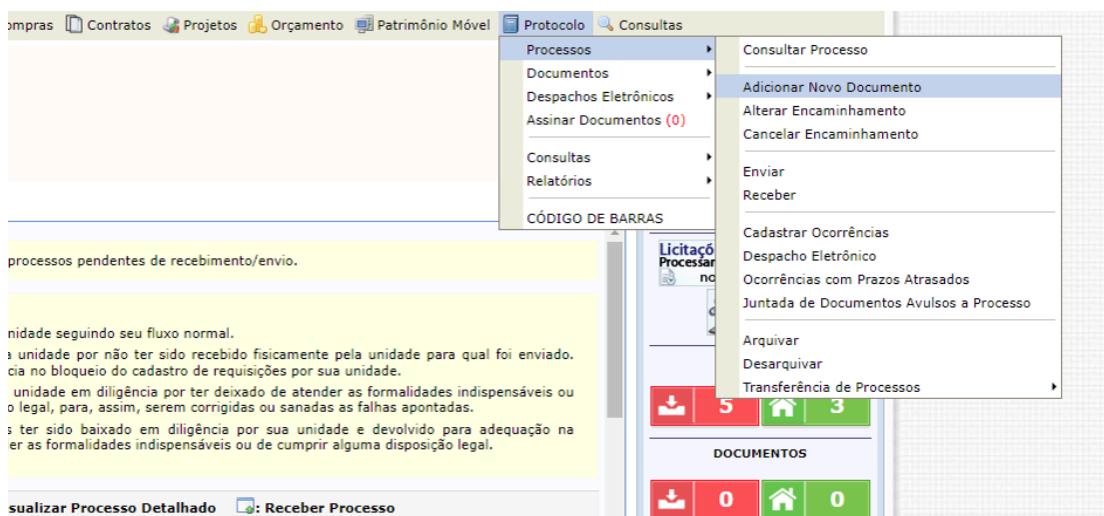 Contratos Projetos Orçamento Patrimônio Móvel Protocolo Consultas
Processos
Documentos
Despachos Eletrônicos
Assinar Documentos (0)
Consultas
Relatórios
CÓDIGO DE BARRAS
Consultar Processo
Adicionar Novo Documento
Alterar Encaminhamento
Cancelar Encaminhamento
Enviar
Receber
Cadastrar Ocorrências
Despacho Eletrônico
Ocorrências com Prazos Atrasados
Juntada de Documentos Avulsos a Processo
Arquivar
Desarquivar
Transferência de Processos
processos pendentes de recebimento/envio.
nidade seguindo seu fluxo normal.
a unidade por não ter sido recebido fisicamente pela unidade para qual foi enviado.
cia no bloqueio do cadastro de requisições por sua unidade.
unidade em diligência por ter deixado de atender as formalidades indispensáveis ou
o legal, para, assim, serem corrigidas ou sanadas as falhas apontadas.
s ter sido baixado em diligência por sua unidade e devolvido para adequação na
er as formalidades indispensáveis ou de cumprir alguma disposição legal.
sualizar Processo Detalhado : Receber Processo
Licitaçõ
Processar
no
5 3
DOCUMENTOS
0 0